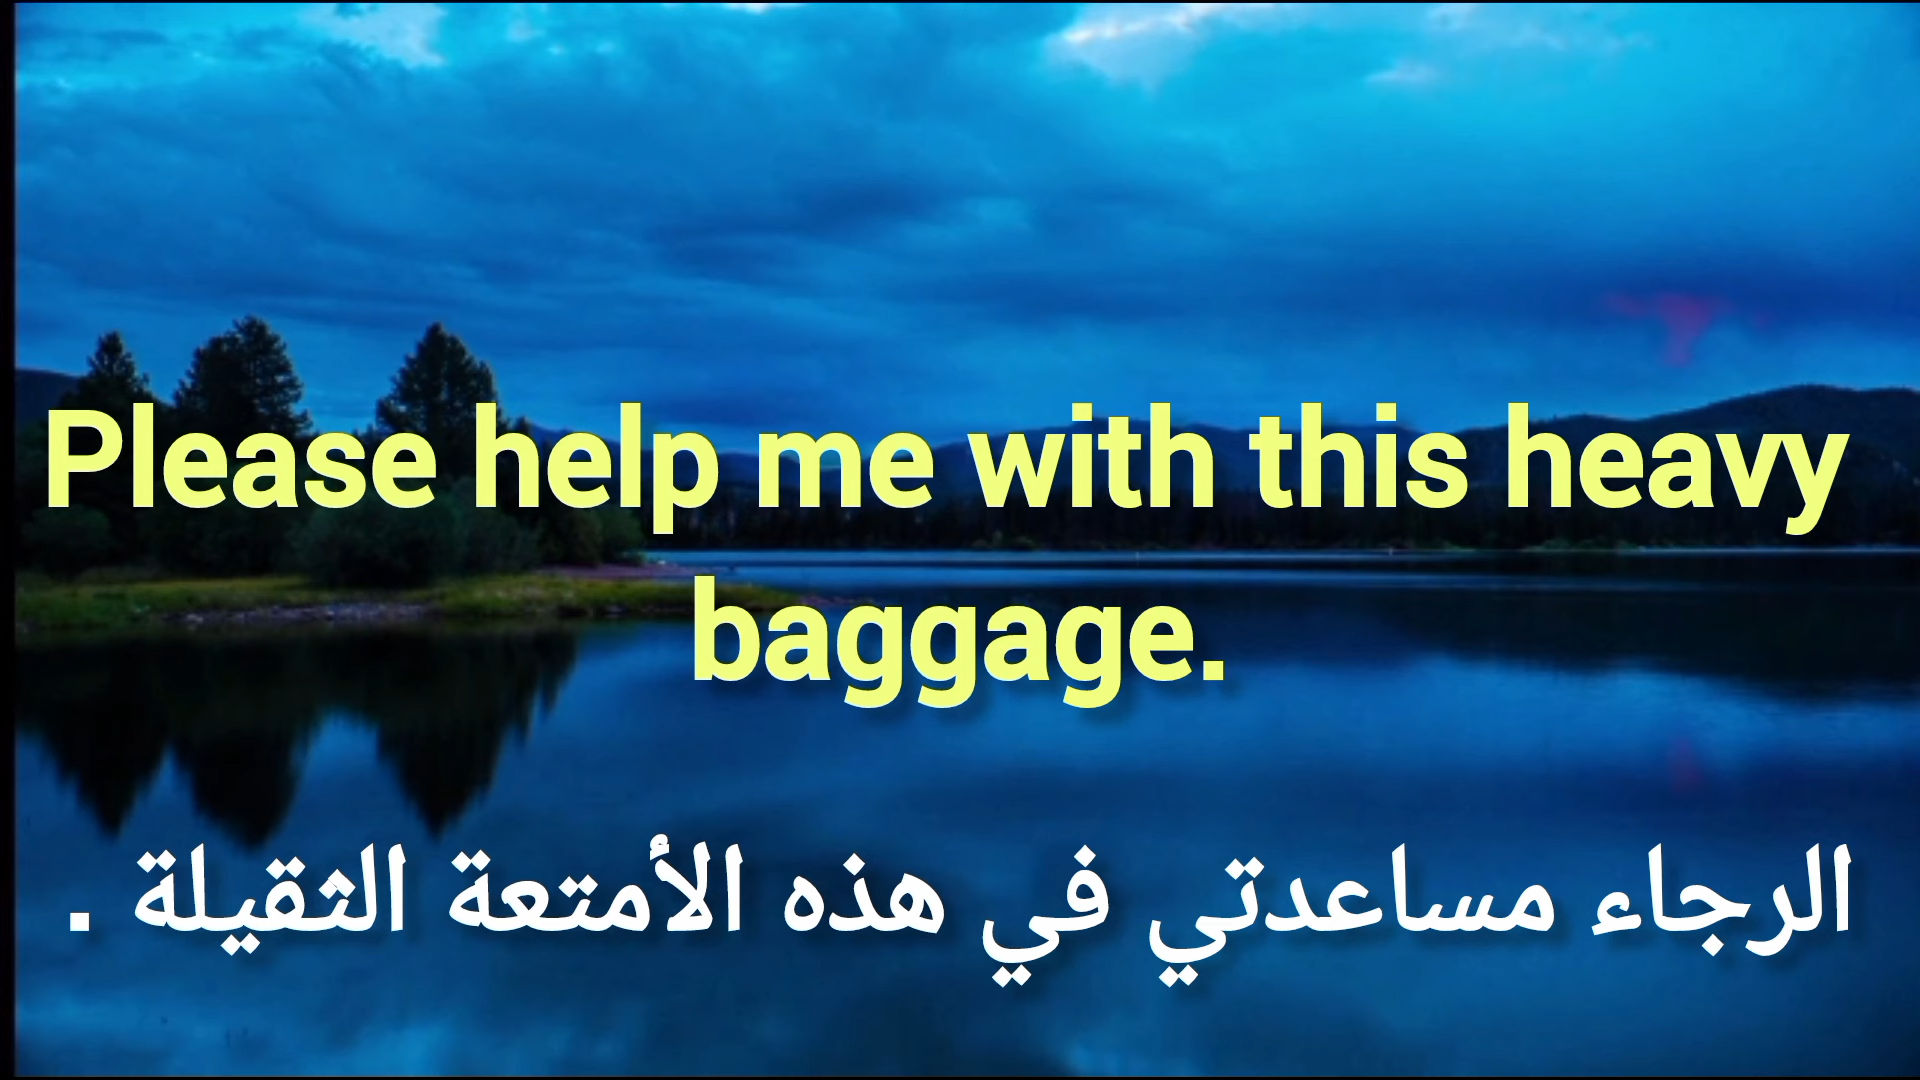 Please help me with this heavy
baggage.
الرجاء مساعدتي في هذه الأمتعة الثقيلة .